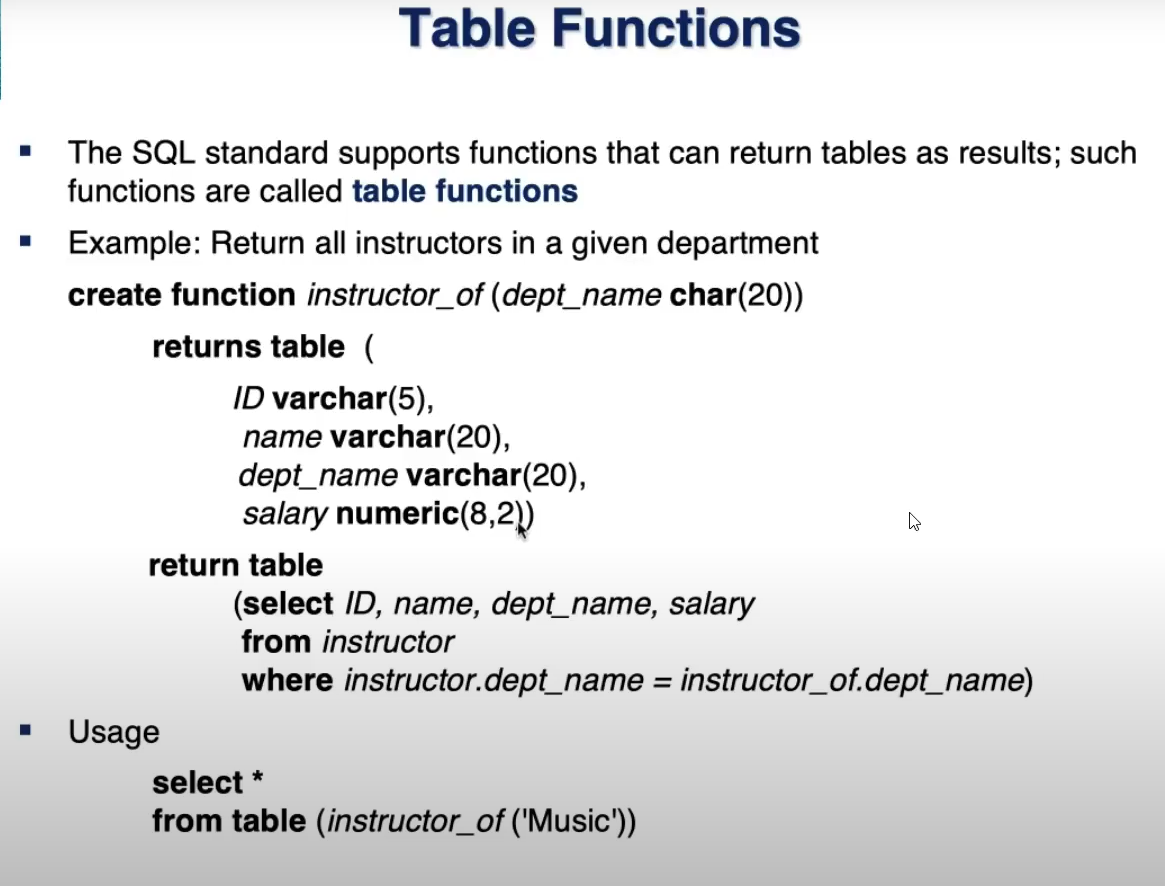 Table Functions
▪ The SQL standard supports functions that can return tables as results; such
functions are called table functions
▪ Example: Return all instructors in a given department
create function instructor_of (dept_name char(20))
returns table (
ID varchar(5),
name varchar(20),
dept_name varchar(20),
salary numeric(8,2))
return table
(select ID, name, dept_name, salary
from instructor
where instructor.dept_name = instructor_of.dept_name)
▪ Usage
select *
from table (instructor_of ('Music'))